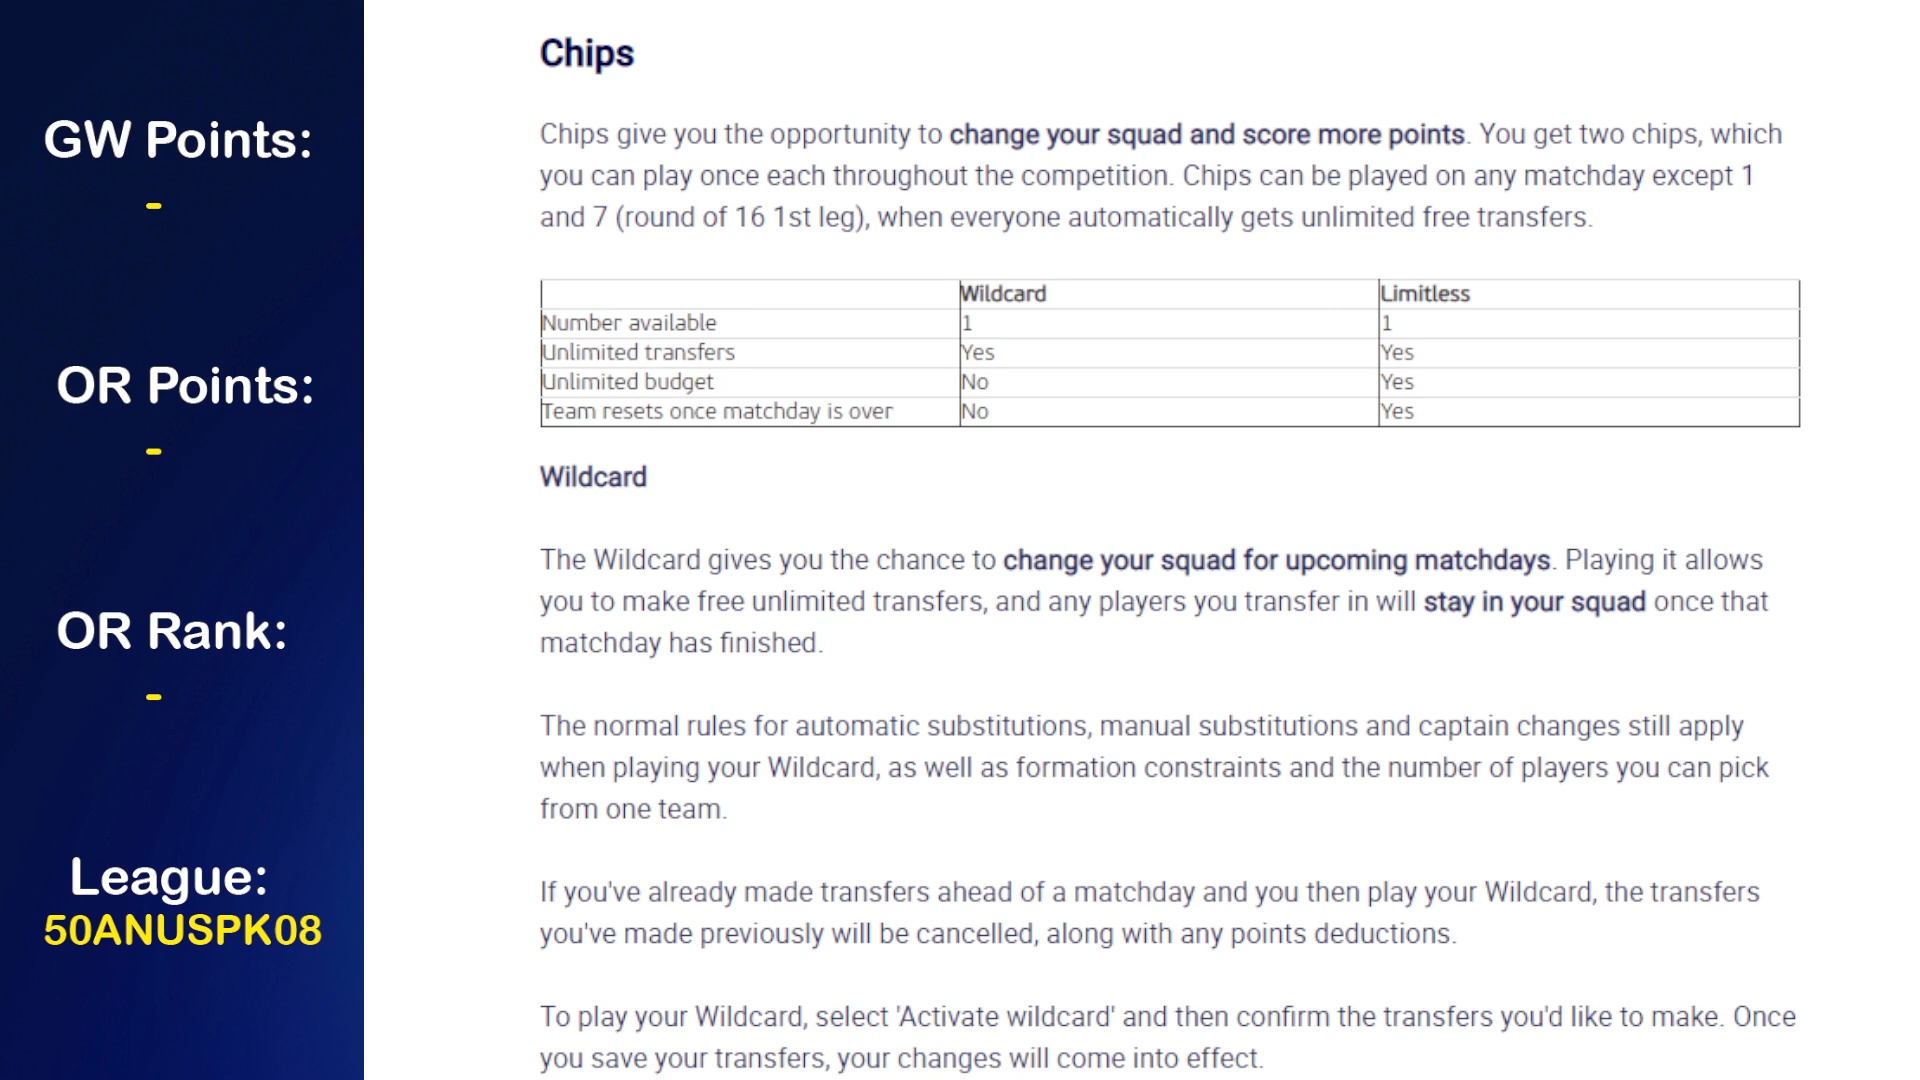 GW Points:
-
OR Points:
-
OR Rank:
-
League:
50ANUSPK08
Chips
Chips give you the opportunity to change your squad and score more points. You get two chips, which
you can play once each throughout the competition. Chips can be played on any matchday except 1
and 7 (round of 16 1st leg), when everyone automatically gets unlimited free transfers.
Wildcard Limitless
Number available 1 1
Unlimited transfers Yes Yes
Unlimited budget No Yes
Team resets once matchday is over No Yes
Wildcard
The Wildcard gives you the chance to change your squad for upcoming matchdays. Playing it allows
you to make free unlimited transfers, and any players you transfer in will stay in your squad once that
matchday has finished.
The normal rules for automatic substitutions, manual substitutions and captain changes still apply
when playing your Wildcard, as well as formation constraints and the number of players you can pick
from one team.
If you've already made transfers ahead of a matchday and you then play your Wildcard, the transfers
you've made previously will be cancelled, along with any points deductions.
To play your Wildcard, select 'Activate wildcard' and then confirm the transfers you'd like to make. Once
you save your transfers, your changes will come into effect.